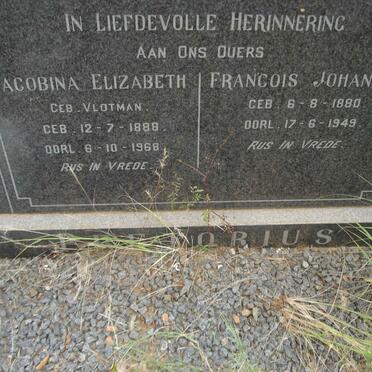 IN LIEFDEVOLLE HERINNERING
AAN ONS OUERS
ACOBINA ELIZABETH
GEB. VLOTMAN.
GEB. 12-7-1888.
OORL. 6-10-1968.
RUS IN VREDE.
FRANCOIS JOHAN
GEB. 6-8-1880.
OORL. 17-6-1949.
RUS IN VREDE.